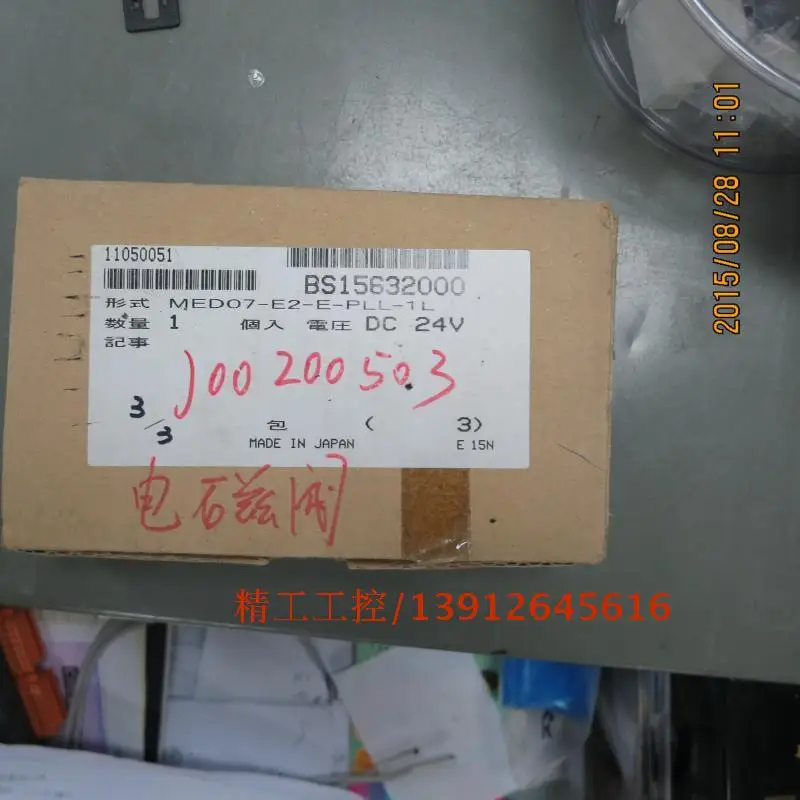 2015/08/28 11:01
11050051
BS15632000
形式 MED07-E2-E-PLL-1L
数量 1 個入 電圧 DC 24V
記事
J00200503
3/3
包 ( 3)
MADE IN JAPAN E 15N
电磁阀
精工工控/13912645616